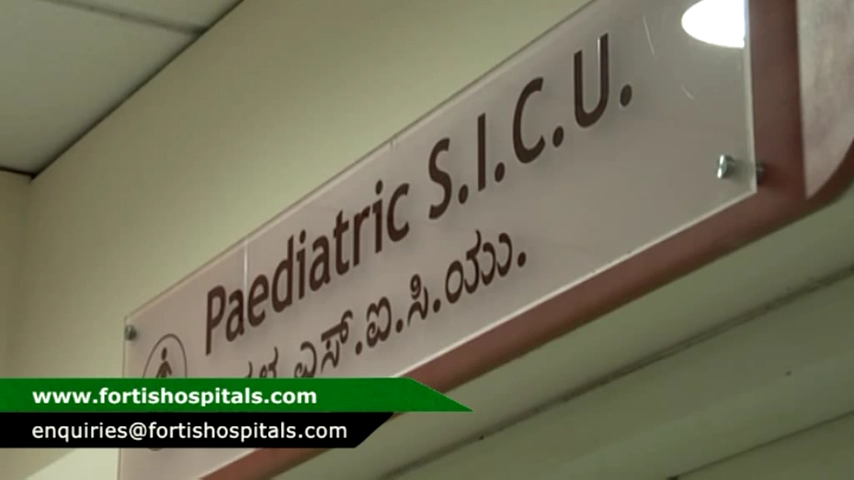 Paediatric S.I.C.U.
ಎಸ್.ಐ.ಸಿ.ಯು.
www.fortishospitals.com
enquiries@fortishospitals.com